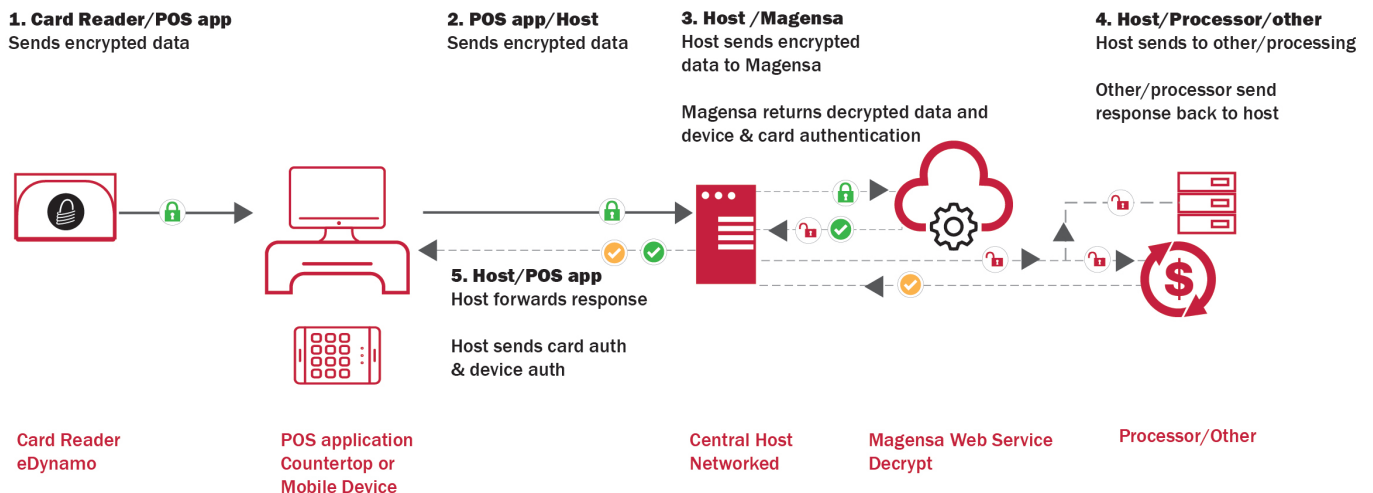 1. Card Reader/POS app
Sends encrypted data
2. POS app/Host
Sends encrypted data
3. Host /Magensa
Host sends encrypted
data to Magensa
Magensa returns decrypted data and
device & card authentication
4. Host/Processor/other
Host sends to other/processing
Other/processor send
response back to host
$
5. Host/POS app
Host forwards response
Host sends card auth
& device auth
Card Reader
eDynamo
POS application
Countertop or
Mobile Device
Central Host
Networked
Magensa Web Service
Decrypt
Processor/Other